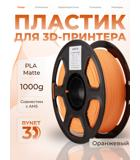 ПЛАСТИК
ДЛЯ 3D-ПРИНТЕРА
PLA
Matte
1000g
Совместим
с AMS
BYNET
3D
Оранжевый